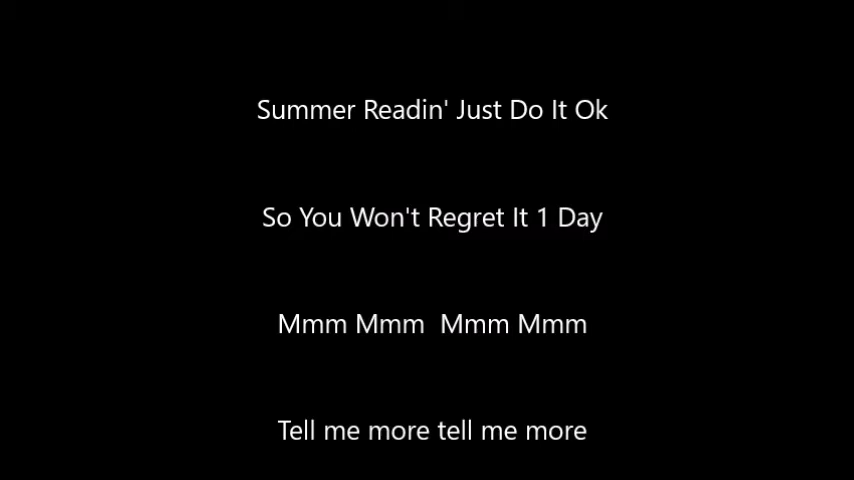 Summer Readin' Just Do It Ok
So You Won't Regret It 1 Day
Mmm Mmm  Mmm Mmm
Tell me more tell me more